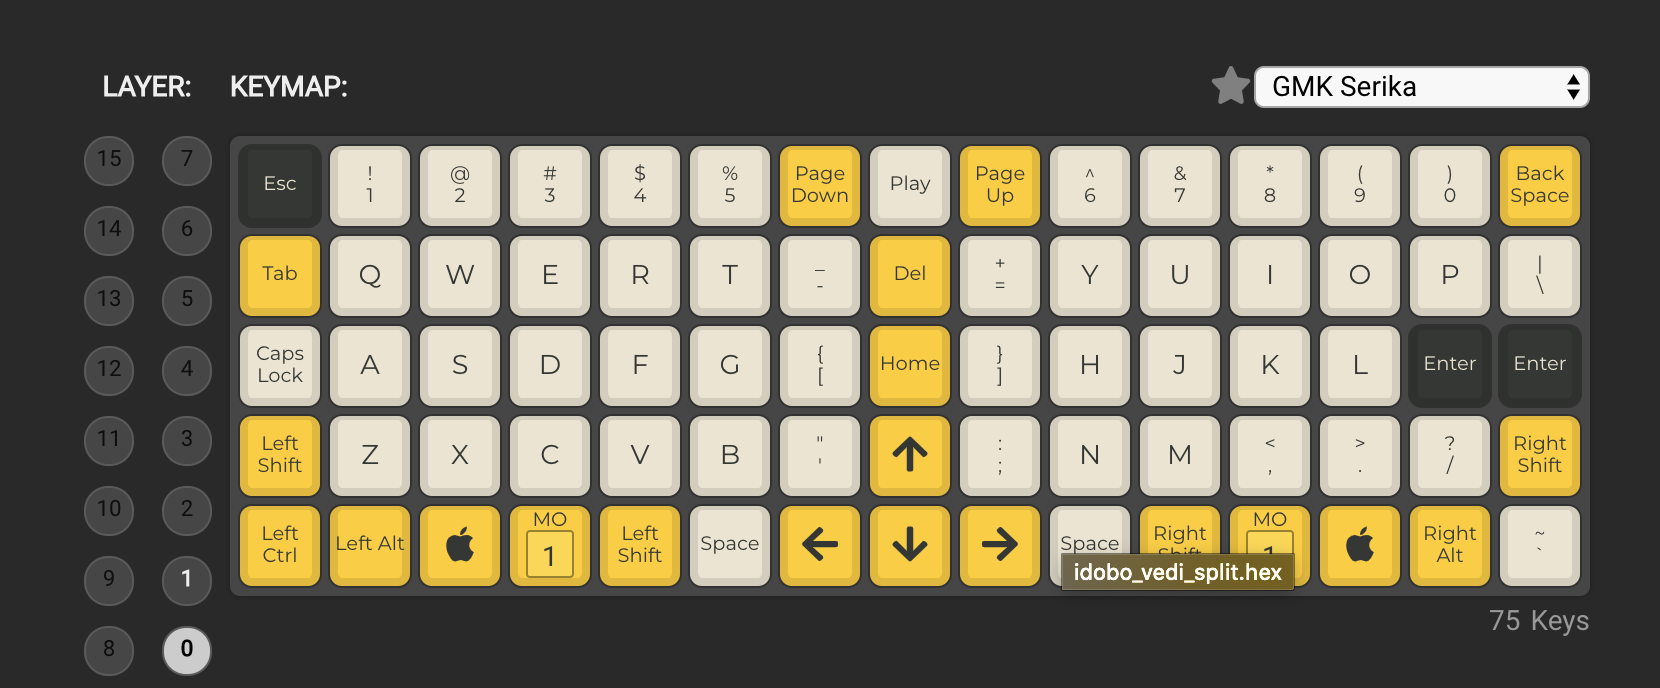 LAYER: KEYMAP: GMK Serika
15 7
14 6
13 5
12 4
11 3
10 2
9 1
8 0
Esc ! 1 @ 2 # 3 $ 4 % 5 Page Down Play Page Up ^ 6 & 7 * 8 ( 9 ) 0 Back Space
Tab Q W E R T _ - Del + = Y U I O P | \
Caps Lock A S D F G { [ Home } ] H J K L Enter Enter
Left Shift Z X C V B " ' ↑ : ; N M < , > . ? / Right Shift
Left Ctrl Left Alt MO 1 Left Shift Space ← ↓ → Space Right Shift MO 1 Right Alt ~ `
idobo_vedi_split.hex
75 Keys